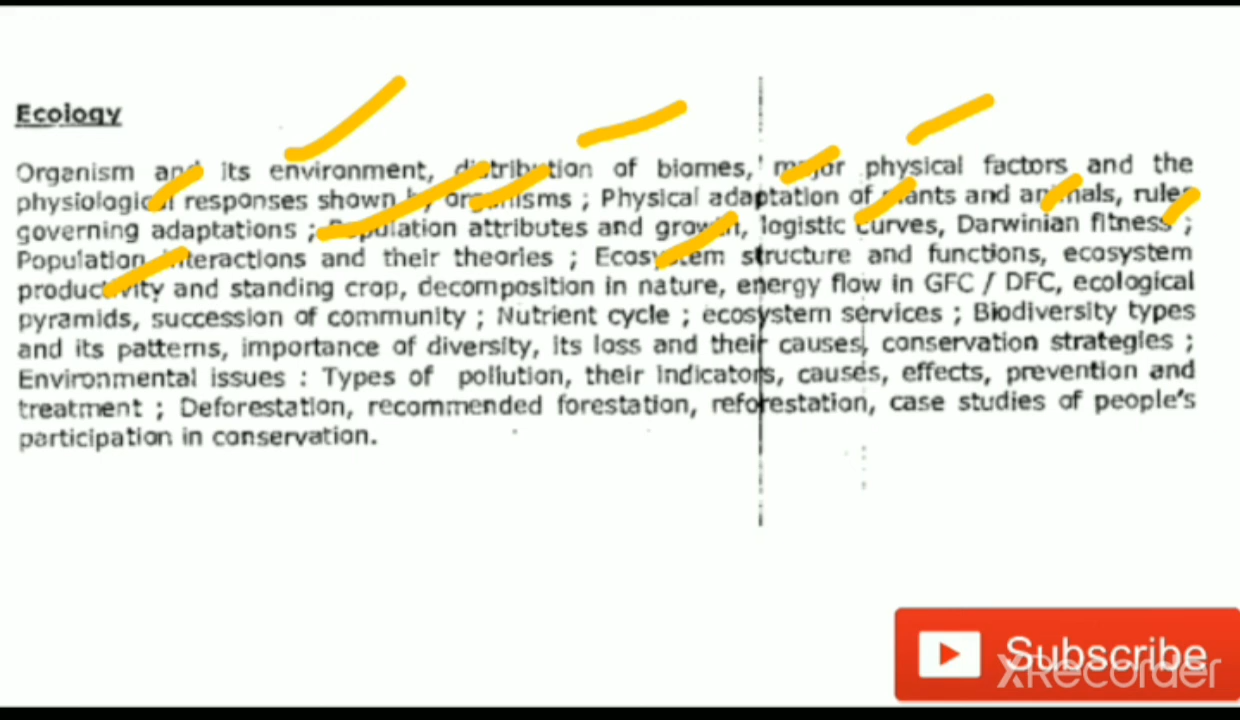 Ecology
Organism and its environment, distribution of biomes, major physical factors and the
physiological responses shown by organisms ; Physical adaptation of plants and animals, rules
governing adaptations ; Population attributes and growth, logistic curves, Darwinian fitness ;
Population interactions and their theories ; Ecosystem structure and functions, ecosystem
productivity and standing crop, decomposition in nature, energy flow in GFC / DFC, ecological
pyramids, succession of community ; Nutrient cycle ; ecosystem services ; Biodiversity types
and its patterns, importance of diversity, its loss and their causes, conservation strategies ;
Environmental issues : Types of pollution, their indicators, causes, effects, prevention and
treatment ; Deforestation, recommended forestation, reforestation, case studies of people's
participation in conservation.
Subscribe
XRecorder